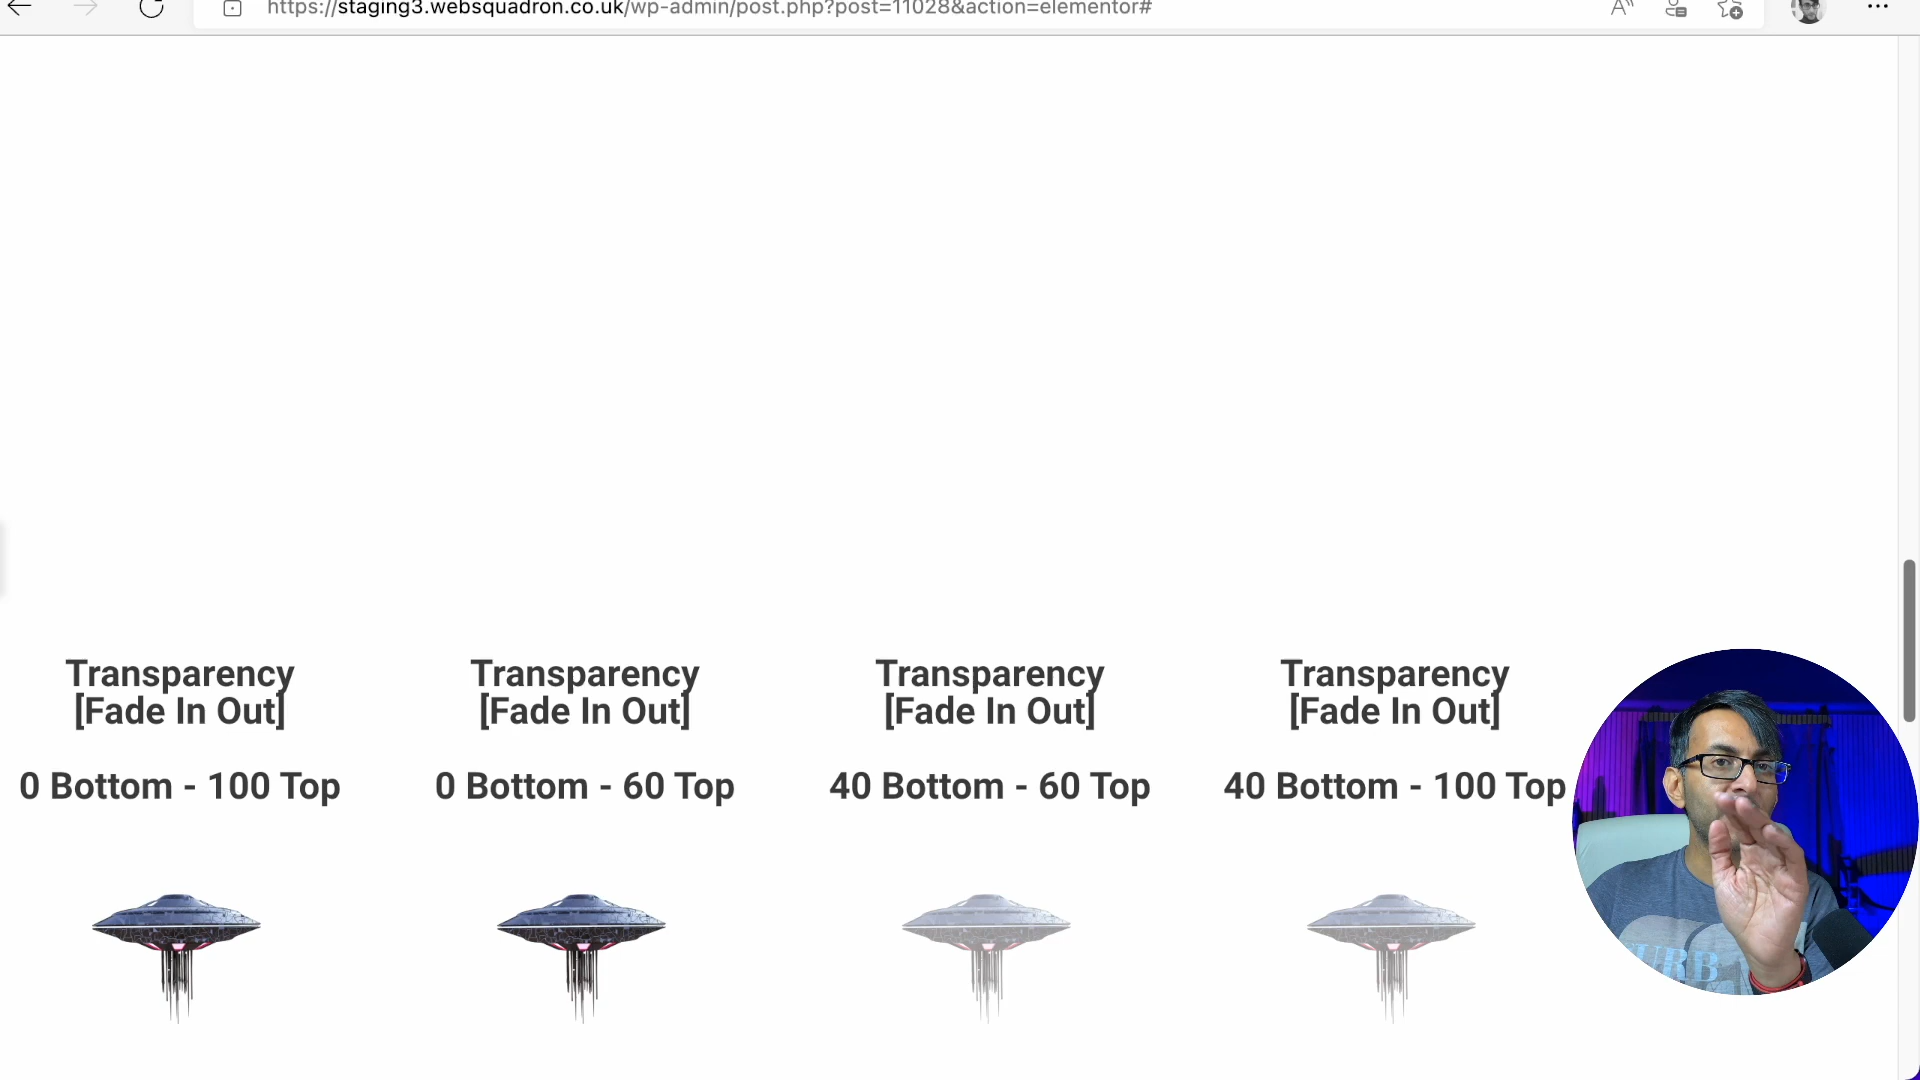 https://staging3.websquadron.co.uk/wp-admin/post.php?post=11028&action=elementor#
Transparency
[Fade In Out]
0 Bottom - 100 Top
Transparency
[Fade In Out]
0 Bottom - 60 Top
Transparency
[Fade In Out]
40 Bottom - 60 Top
Transparency
[Fade In Out]
40 Bottom - 100 Top